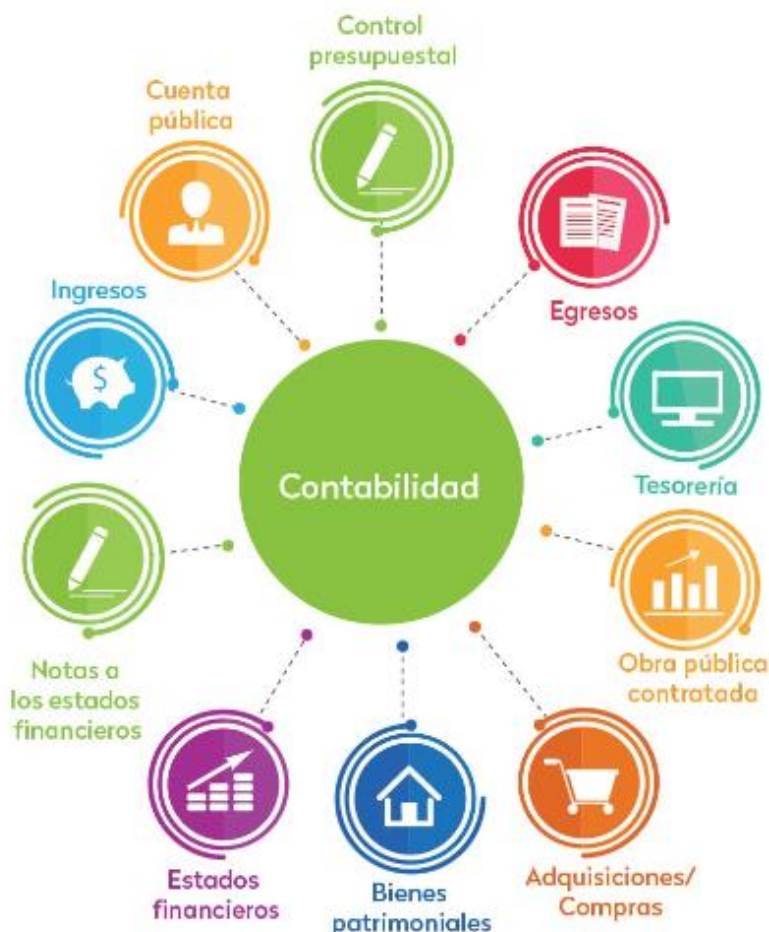 Control
presupuestal
Cuenta
pública
Egresos
Ingresos
$
Tesorería
Contabilidad
Obra pública
contratada
Notas a
los estados
financieros
Adquisiciones/
Compras
Estados
financieros
Bienes
patrimoniales